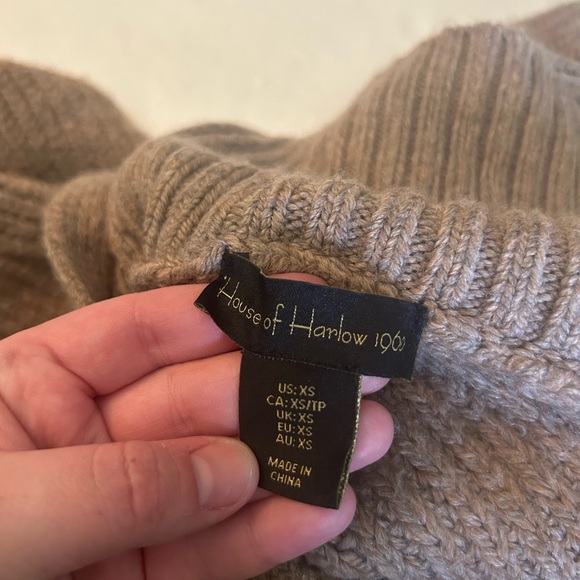 House of Harlow 1960
US: XS
CA: XS/TP
UK: XS
EU: XS
AU: XS
MADE IN
CHINA